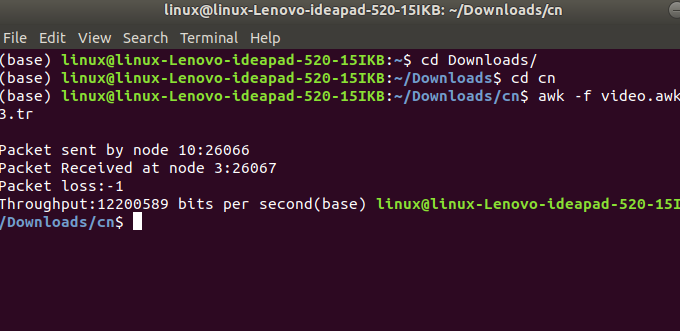 linux@linux-Lenovo-ideapad-520-15IKB: ~/Downloads/cn
File Edit View Search Terminal Help
(base) linux@linux-Lenovo-ideapad-520-15IKB:~$ cd Downloads/
(base) linux@linux-Lenovo-ideapad-520-15IKB:~/Downloads$ cd cn
(base) linux@linux-Lenovo-ideapad-520-15IKB:~/Downloads/cn$ awk -f video.awk
3.tr
Packet sent by node 10:26066
Packet Received at node 3:26067
Packet loss:-1
Throughput:12200589 bits per second(base) linux@linux-Lenovo-ideapad-520-15I
/Downloads/cn$